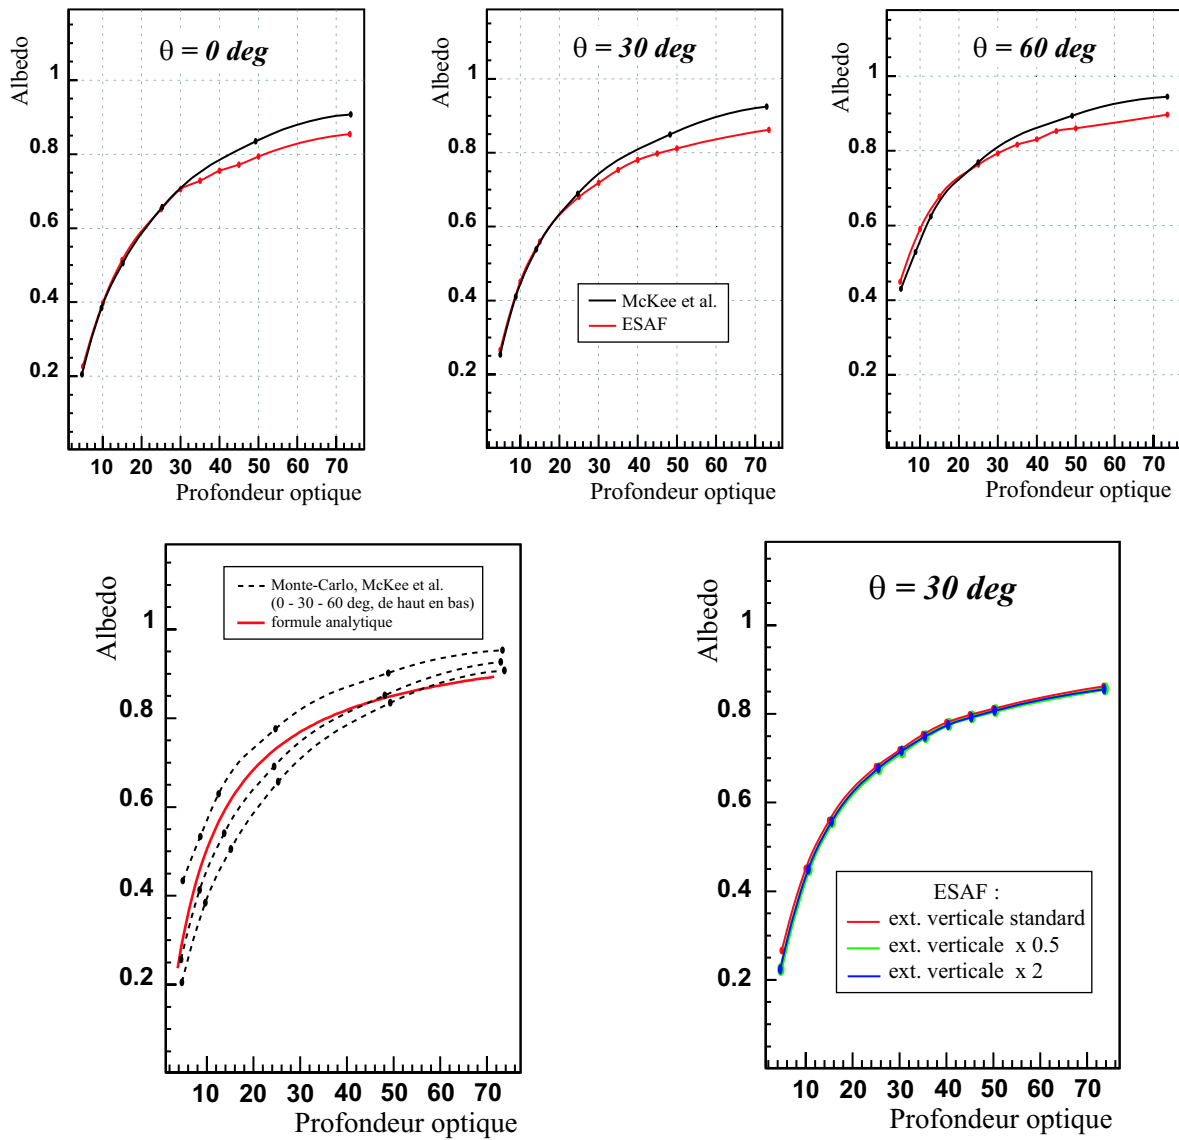 θ = 0 deg
Albedo
1
0.8
0.6
0.4
0.2
10 20 30 40 50 60 70
Profondeur optique
θ = 30 deg
Albedo
1
0.8
0.6
0.4
0.2
McKee et al.
ESAF
10 20 30 40 50 60 70
Profondeur optique
θ = 60 deg
Albedo
1
0.8
0.6
0.4
0.2
10 20 30 40 50 60 70
Profondeur optique
Albedo
Monte-Carlo, McKee et al.
(0 - 30 - 60 deg, de haut en bas)
formule analytique
1
0.8
0.6
0.4
0.2
10 20 30 40 50 60 70
Profondeur optique
θ = 30 deg
Albedo
1
0.8
0.6
0.4
0.2
ESAF :
ext. verticale standard
ext. verticale x 0.5
ext. verticale x 2
10 20 30 40 50 60 70
Profondeur optique